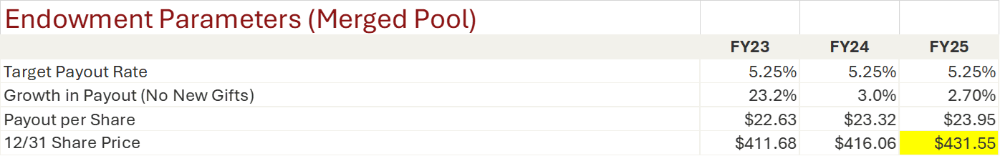 Endowment Parameters (Merged Pool)
FY23 FY24 FY25
Target Payout Rate 5.25% 5.25% 5.25%
Growth in Payout (No New Gifts) 23.2% 3.0% 2.70%
Payout per Share $22.63 $23.32 $23.95
12/31 Share Price $411.68 $416.06 $431.55